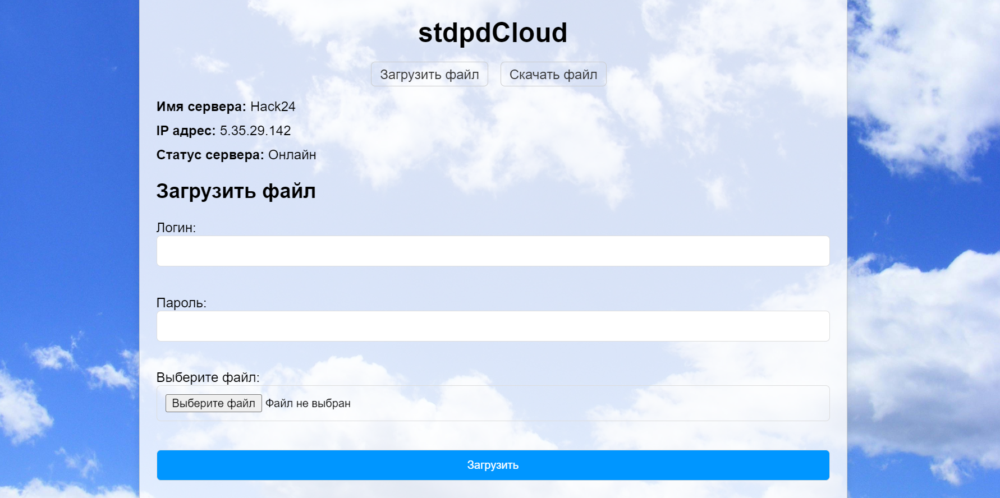 stdpdCloud
Загрузить файл Скачать файл
Имя сервера: Hack24
IP адрес: 5.35.29.142
Статус сервера: Онлайн
Загрузить файл
Логин:
Пароль:
Выберите файл:
Выберите файл Файл не выбран
Загрузить